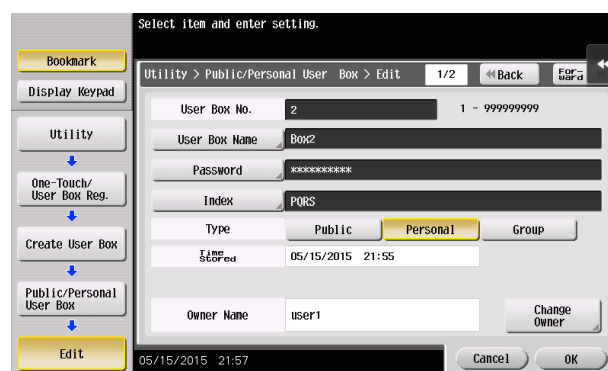 Select item and enter setting.
Bookmark
Display Keypad
Utility
One-Touch/
User Box Reg.
Create User Box
Public/Personal
User Box
Edit
Utility > Public/Personal User Box > Edit 1/2 Back For-
ward
User Box No. 2 1 - 999999999
User Box Name Box2
Password **********
Index PQRS
Type Public Personal Group
Time
Stored 05/15/2015 21:55
Owner Name user1 Change
Owner
05/15/2015 21:57 Cancel OK